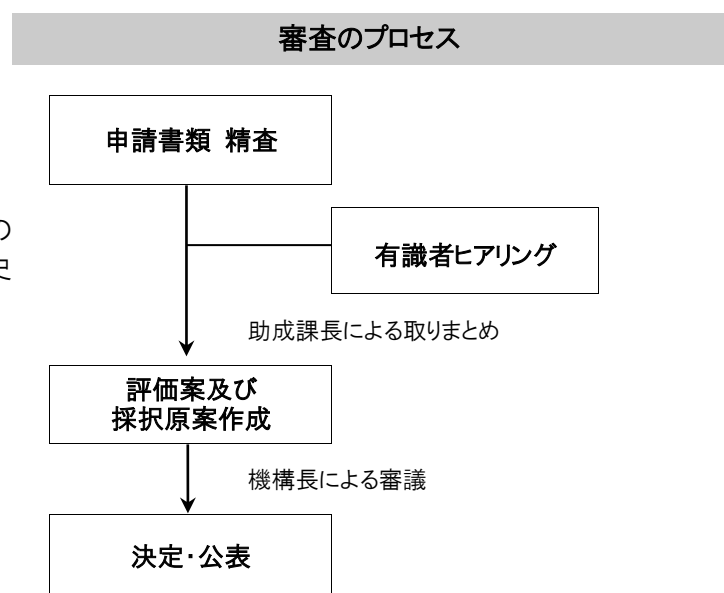 審査のプロセス
申請書類 精査
の
有識者ヒアリング
助成課長による取りまとめ
評価案及び
採択原案作成
機構長による審議
決定・公表